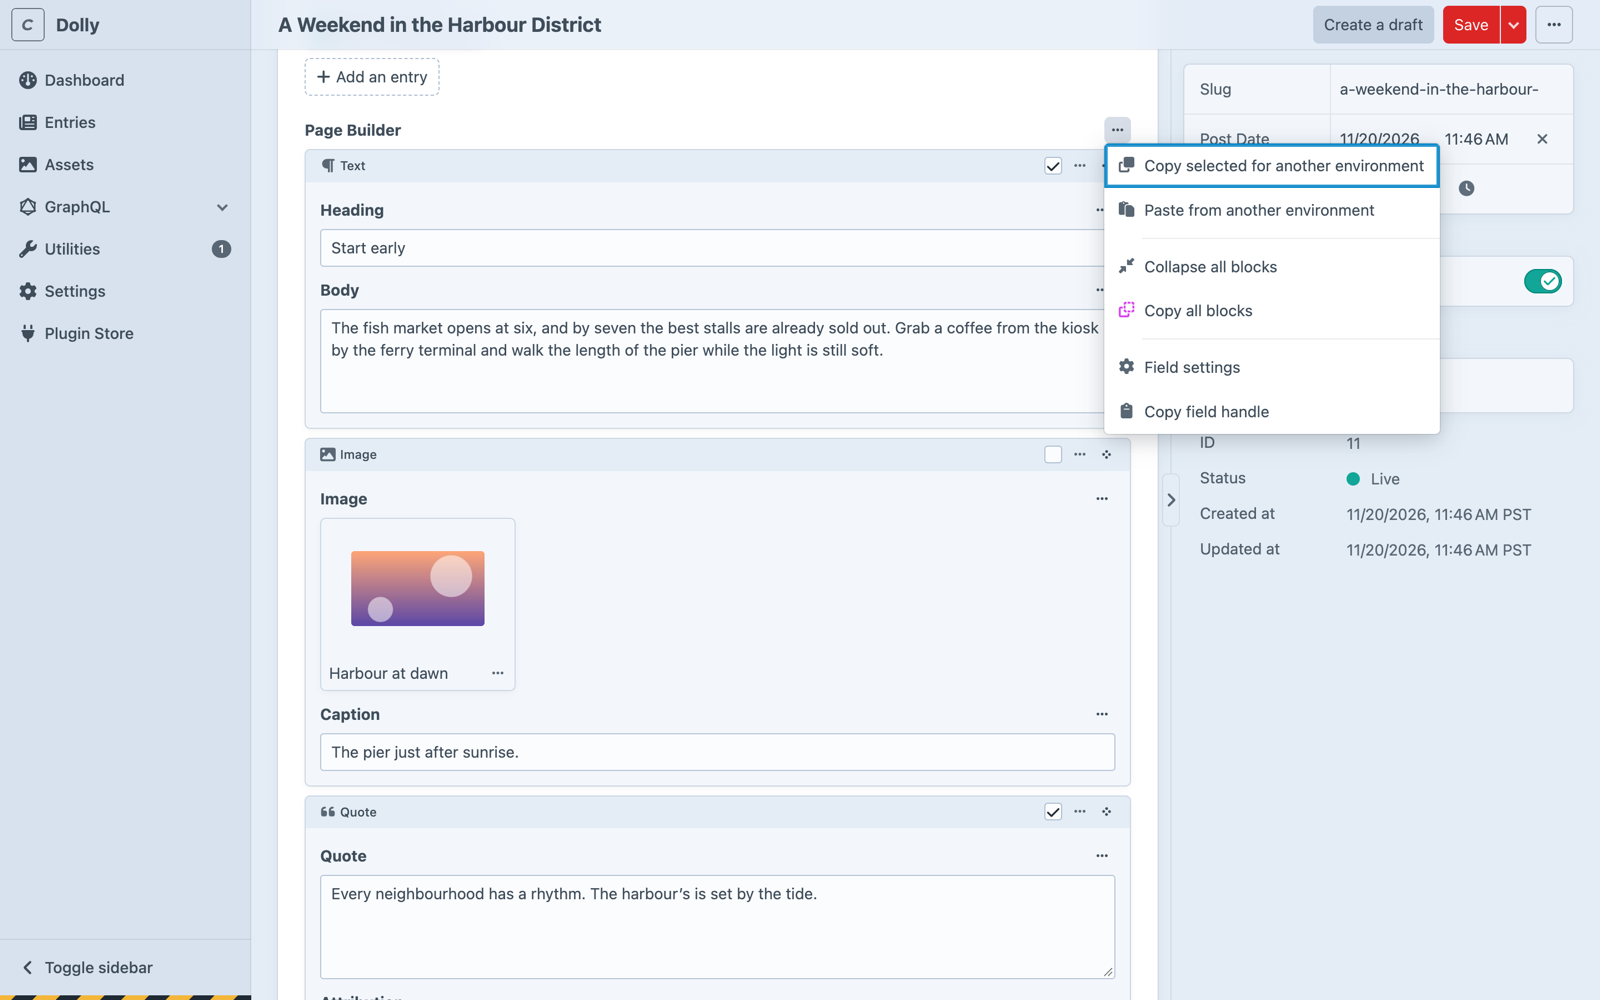 C
Dolly
Dashboard
Entries
Assets
GraphQL
Utilities
1
Settings
Plugin Store
Toggle sidebar
A Weekend in the Harbour District
Create a draft
Save
Add an entry
Page Builder
Text
Heading
Start early
Body
The fish market opens at six, and by seven the best stalls are already sold out. Grab a coffee from the kiosk
by the ferry terminal and walk the length of the pier while the light is still soft.
Image
Image
Harbour at dawn
Caption
The pier just after sunrise.
Quote
Quote
Every neighbourhood has a rhythm. The harbour’s is set by the tide.
Attribution
Copy selected for another environment
Paste from another environment
Collapse all blocks
Copy all blocks
Field settings
Copy field handle
Slug
a-weekend-in-the-harbour-
Post Date
11/20/2026
11:46 AM
ID
11
Status
Live
Created at
11/20/2026, 11:46 AM PST
Updated at
11/20/2026, 11:46 AM PST